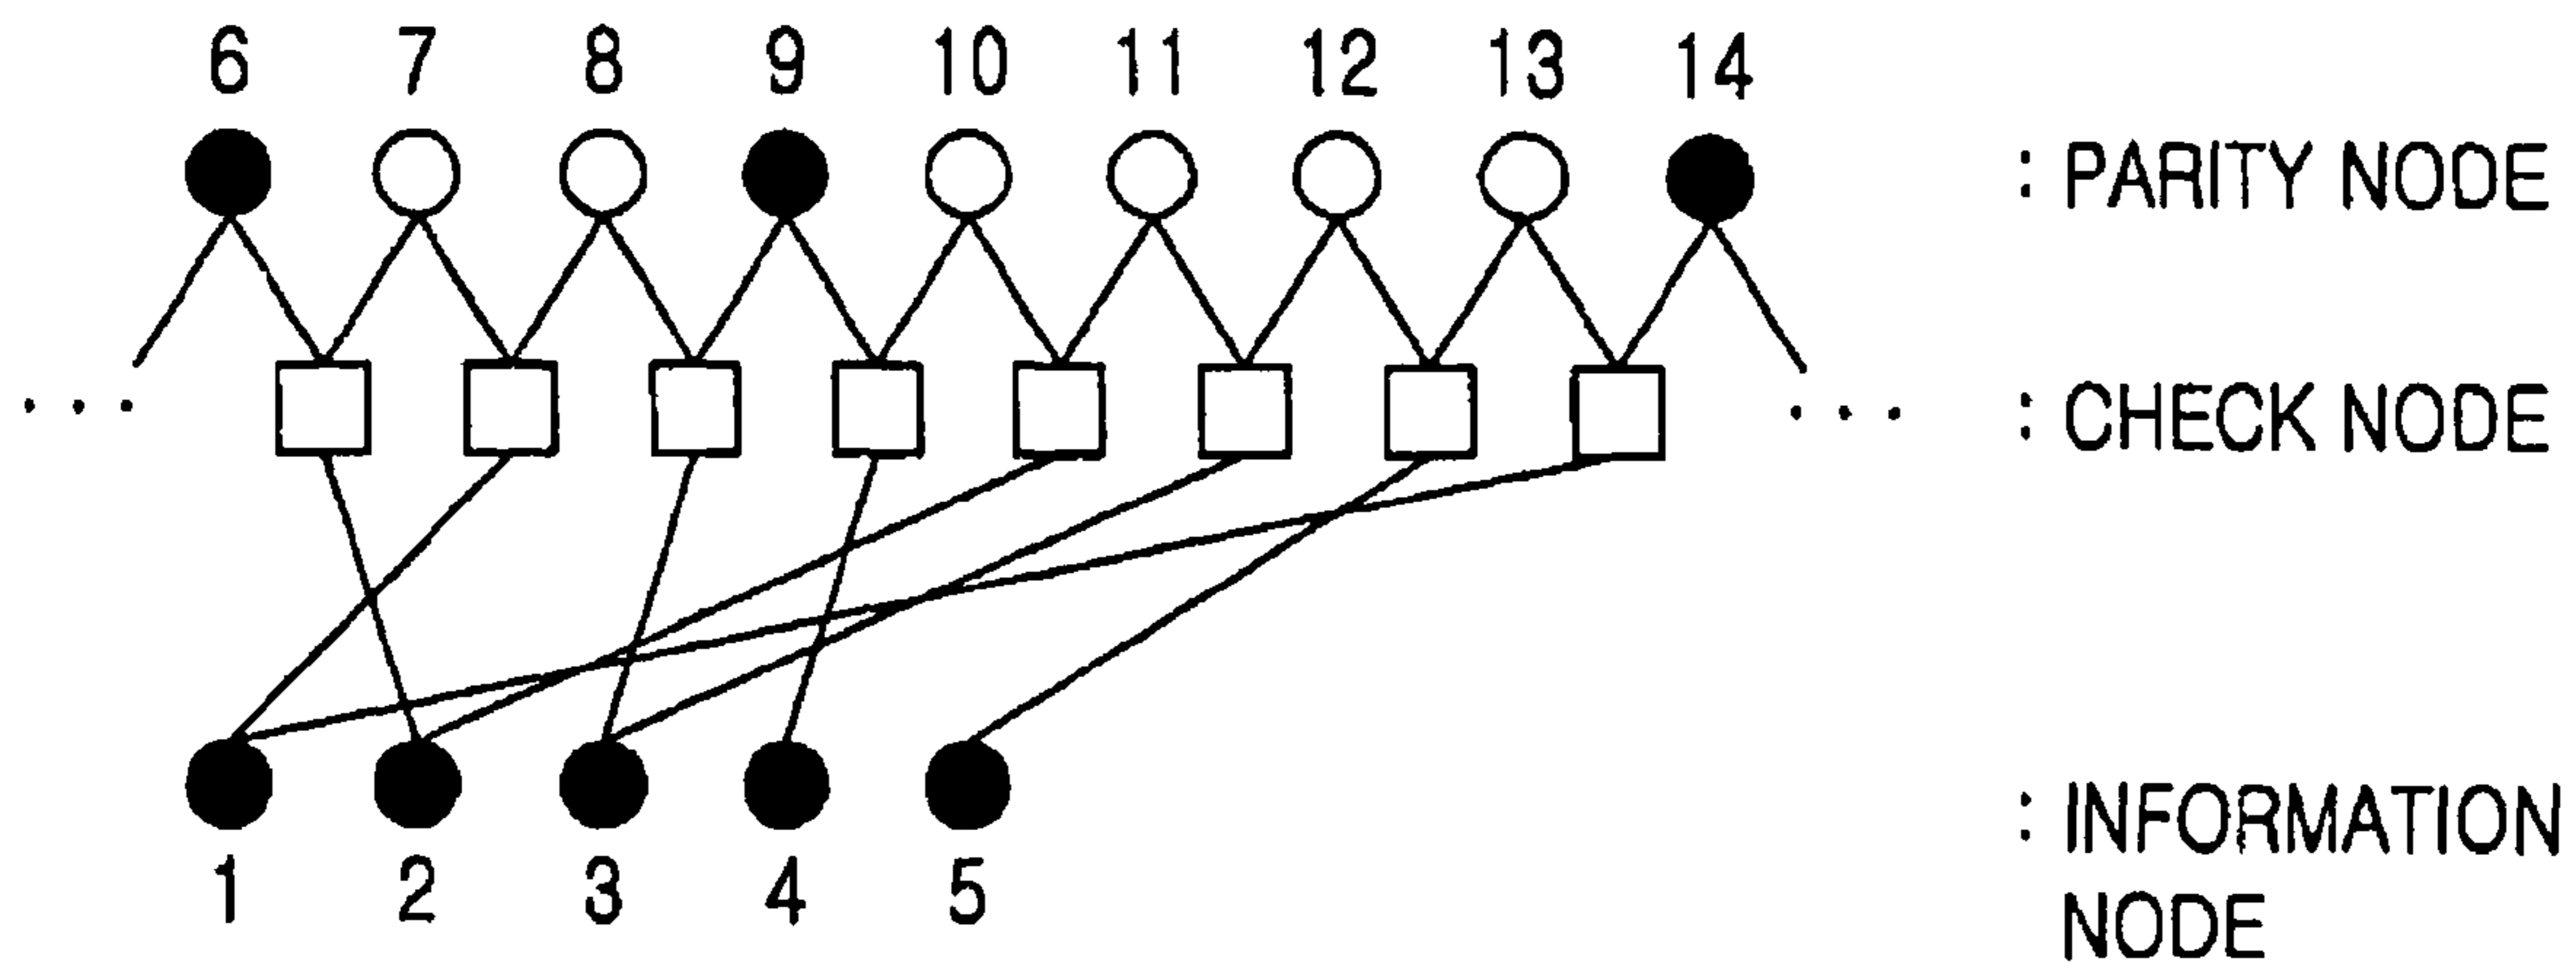 6 7 8 9 10 11 12 13 14
: PARITY NODE
... ... : CHECK NODE
: INFORMATION
NODE
1 2 3 4 5